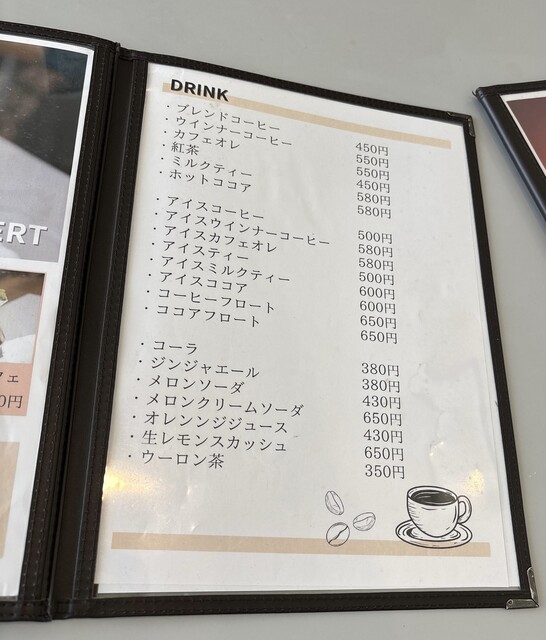 DRINK
・ブレンドコーヒー 450円
・ウインナーコーヒー 550円
・カフェオレ 550円
・紅茶 450円
・ミルクティー 580円
・ホットココア 580円
・アイスコーヒー 500円
・アイスウインナーコーヒー 580円
・アイスカフェオレ 580円
・アイスティー 500円
・アイスミルクティー 600円
・アイスココア 600円
・コーヒーフロート 650円
・ココアフロート 650円
・コーラ 380円
・ジンジャエール 380円
・メロンソーダ 430円
・メロンクリームソーダ 650円
・オレンンジジュース 430円
・生レモンスカッシュ 650円
・ウーロン茶 350円
ERT
フェ
0円